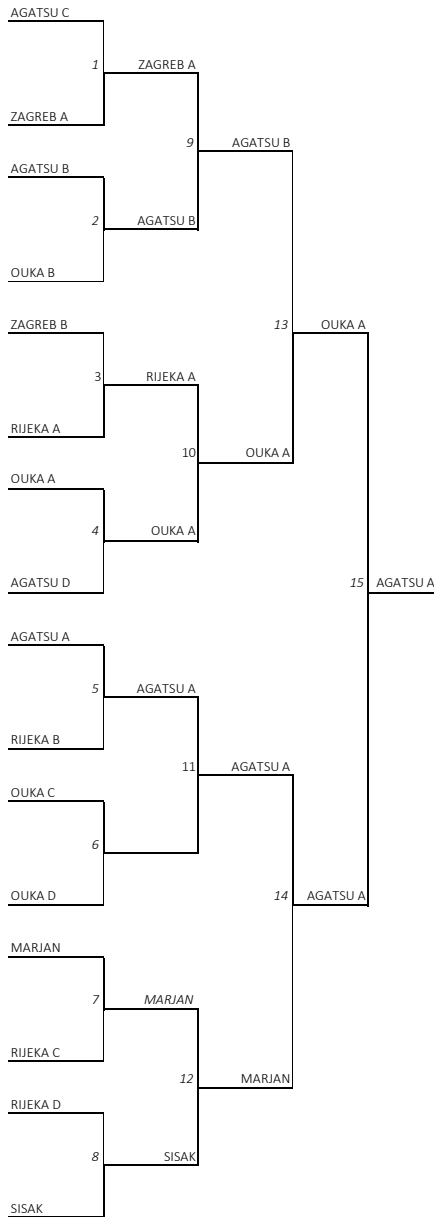 AGATSU C
1 ZAGREB A
ZAGREB A
9 AGATSU B
AGATSU B
2 AGATSU B
OUKA B
ZAGREB B
13 OUKA A
3 RIJEKA A
RIJEKA A
10 OUKA A
OUKA A
4 OUKA A
AGATSU D
15 AGATSU A
AGATSU A
5 AGATSU A
RIJEKA B
11 AGATSU A
OUKA C
6
OUKA D
14 AGATSU A
MARJAN
7 MARJAN
RIJEKA C
12 MARJAN
RIJEKA D
8 SISAK
SISAK